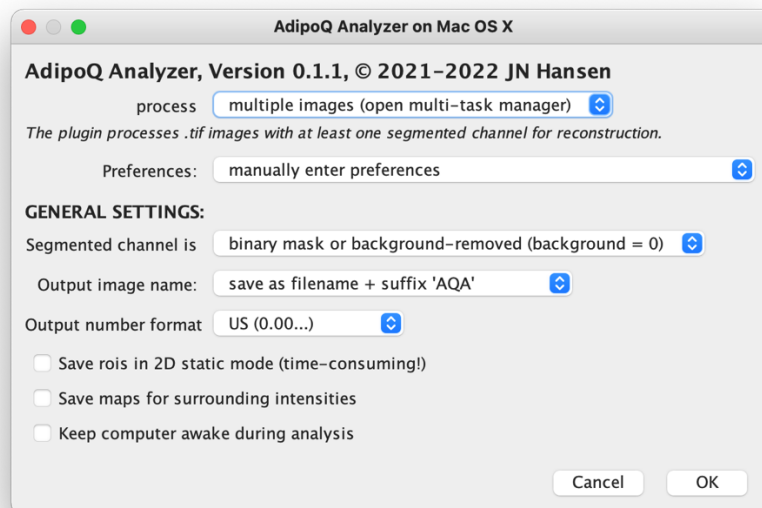 AdipoQ Analyzer on Mac OS X
AdipoQ Analyzer, Version 0.1.1, © 2021–2022 JN Hansen
process multiple images (open multi-task manager)
The plugin processes .tif images with at least one segmented channel for reconstruction.
Preferences: manually enter preferences
GENERAL SETTINGS:
Segmented channel is binary mask or background-removed (background = 0)
Output image name: save as filename + suffix 'AQA'
Output number format US (0.00...)
Save rois in 2D static mode (time-consuming!)
Save maps for surrounding intensities
Keep computer awake during analysis
Cancel OK